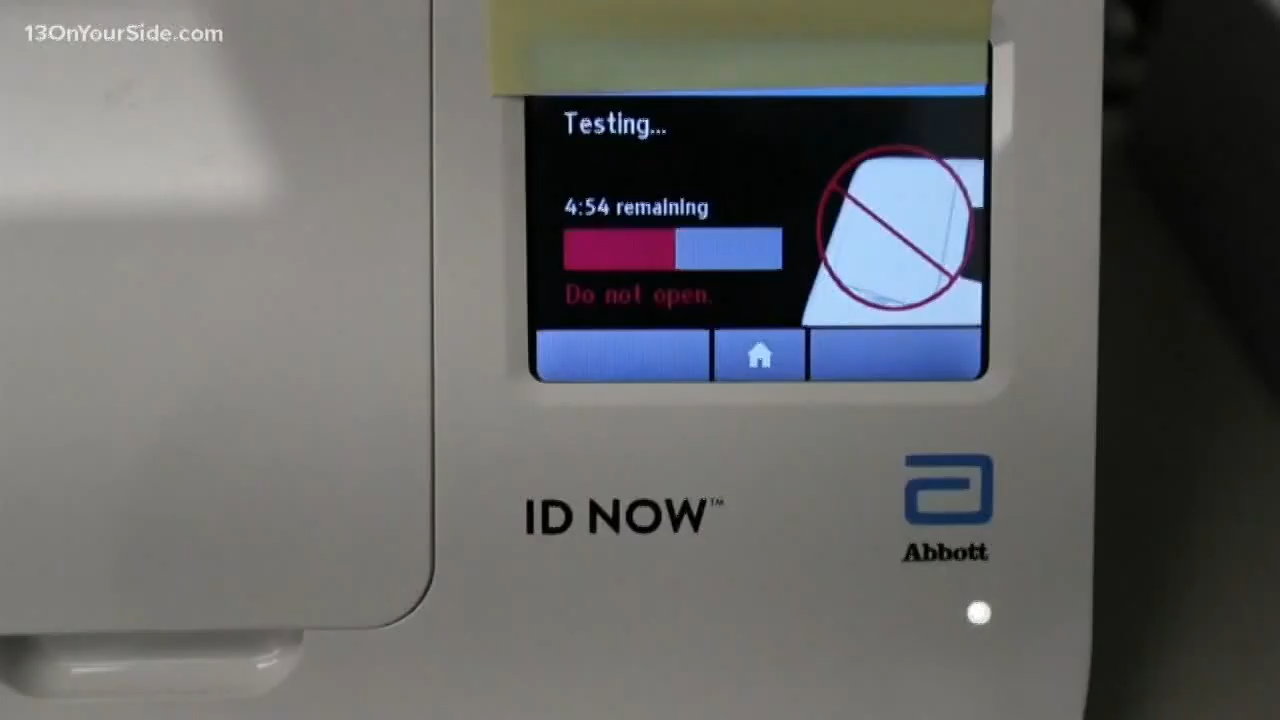 13OnYourSide.com
Testing...
4:54 remaining
Do not open.
ID NOW™
Abbott